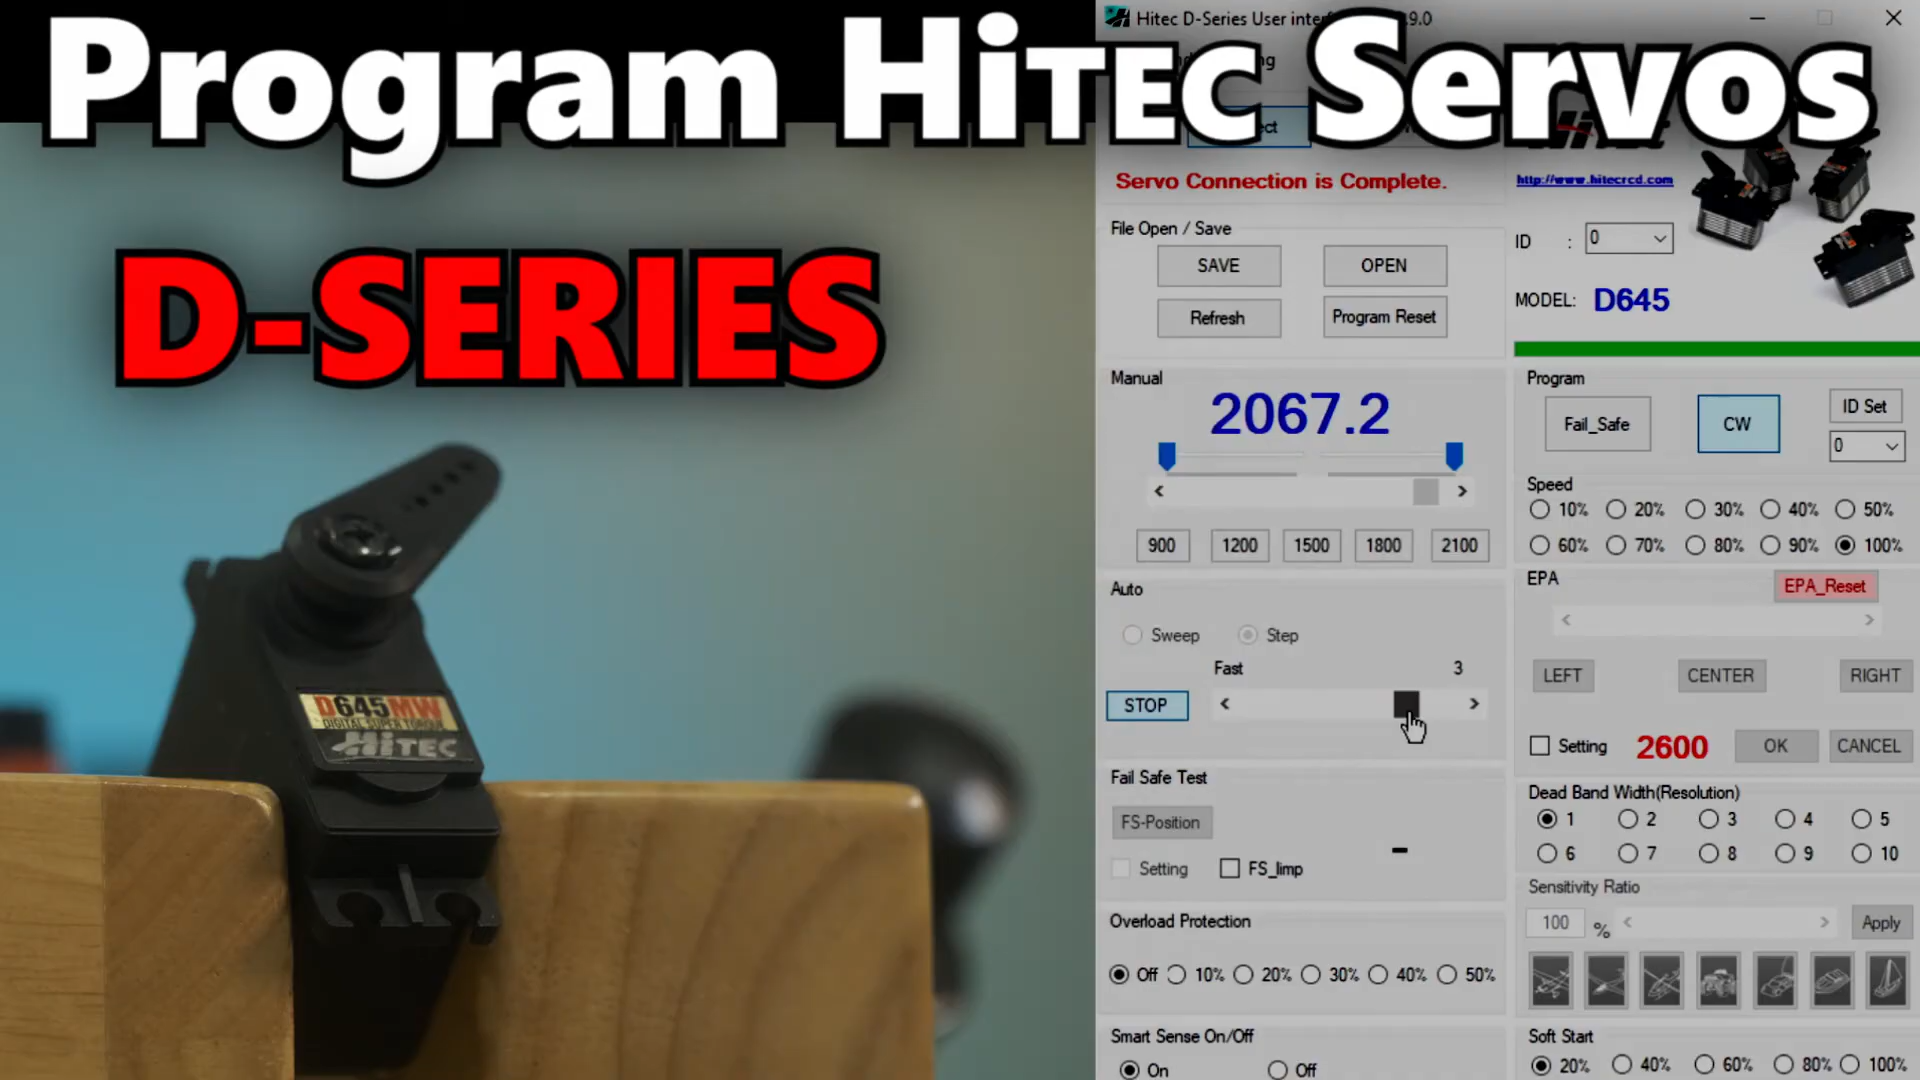 Program HiTEC Servos
D-SERIES
D645MW
DIGITAL SUPER TORQUE
HiTEC
Hitec D-Series User
9.0
Servo Connection is Complete.
http://www.hitecrcd.com
File Open / Save
SAVE OPEN
Refresh Program Reset
ID : 0
MODEL: D645
Manual
2067.2
< >
900 1200 1500 1800 2100
Program
Fail_Safe CW ID Set
0
Speed
10% 20% 30% 40% 50%
60% 70% 80% 90% 100%
Auto
Sweep Step
Fast 3
STOP < >
EPA EPA_Reset
< >
LEFT CENTER RIGHT
Setting 2600 OK CANCEL
Fail Safe Test
FS-Position
-
Setting FS_limp
Dead Band Width(Resolution)
1 2 3 4 5
6 7 8 9 10
Sensitivity Ratio
100 % < > Apply
Overload Protection
Off 10% 20% 30% 40% 50%
Smart Sense On/Off
On Off
Soft Start
20% 40% 60% 80% 100%